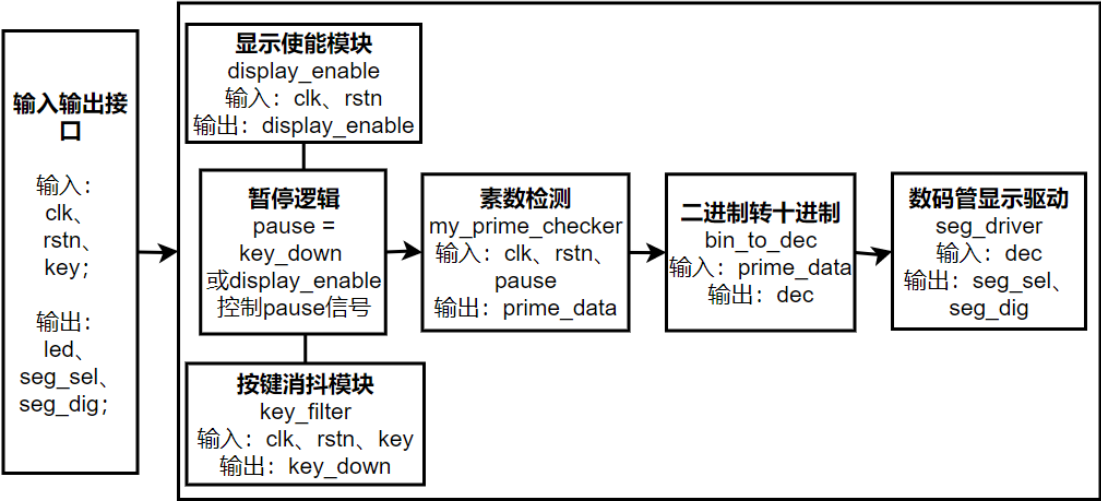 输入输出接
口
输入：
clk、
rstn、
key；
输出：
led、
seg_sel、
seg_dig；
显示使能模块
display_enable
输入：clk、rstn
输出：display_enable
暂停逻辑
pause =
key_down
或display_enable
控制pause信号
按键消抖模块
key_filter
输入：clk、rstn、key
输出：key_down
素数检测
my_prime_checker
输入：clk、rstn、
pause
输出：prime_data
二进制转十进制
bin_to_dec
输入：prime_data
输出：dec
数码管显示驱动
seg_driver
输入：dec
输出：seg_sel、
seg_dig